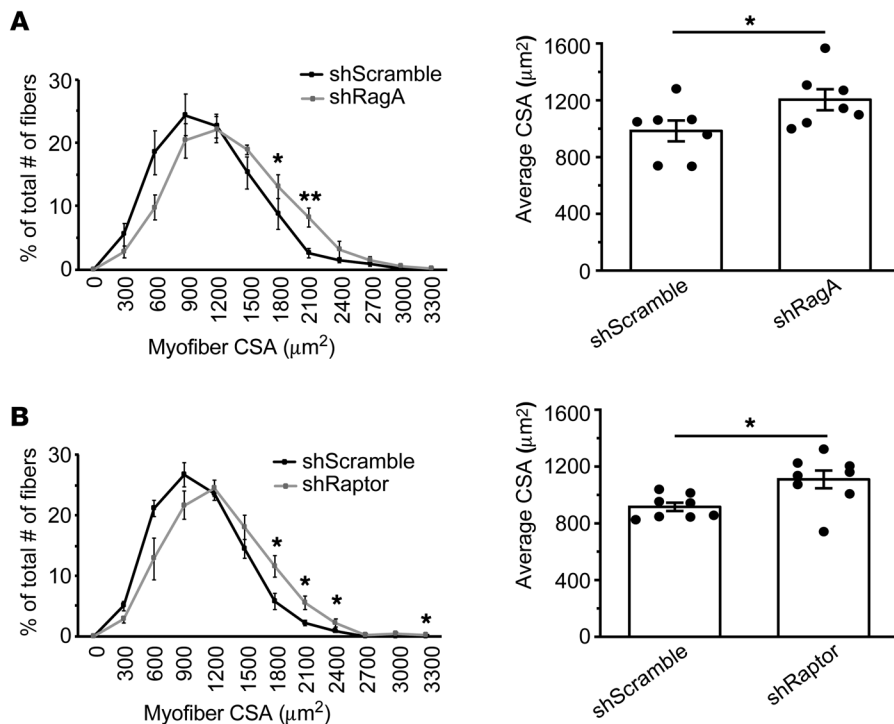 A
% of total # of fibers
30
20
10
0
shScramble
shRagA
*
**
0 300 600 900 1200 1500 1800 2100 2400 2700 3000 3300
Myofiber CSA (μm²)
Average CSA (μm²)
1600
1200
800
400
0
*
shScramble
shRagA
B
% of total # of fibers
30
20
10
0
shScramble
shRaptor
*
*
*
*
0 300 600 900 1200 1500 1800 2100 2400 2700 3000 3300
Myofiber CSA (μm²)
Average CSA (μm²)
1600
1200
800
400
0
*
shScramble
shRaptor